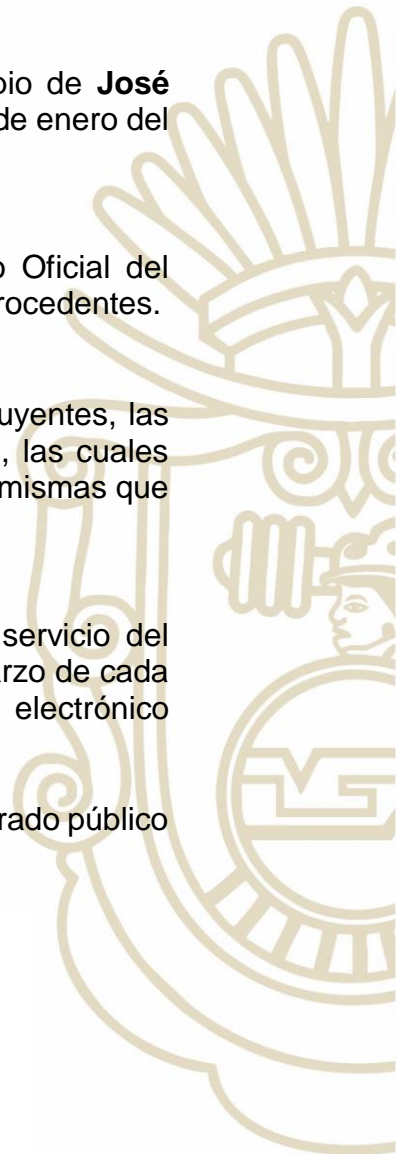 pio de José
de enero del
o Oficial del
rocedentes.
uyentes, las
, las cuales
mismas que
servicio del
arzo de cada
electrónico
rado público